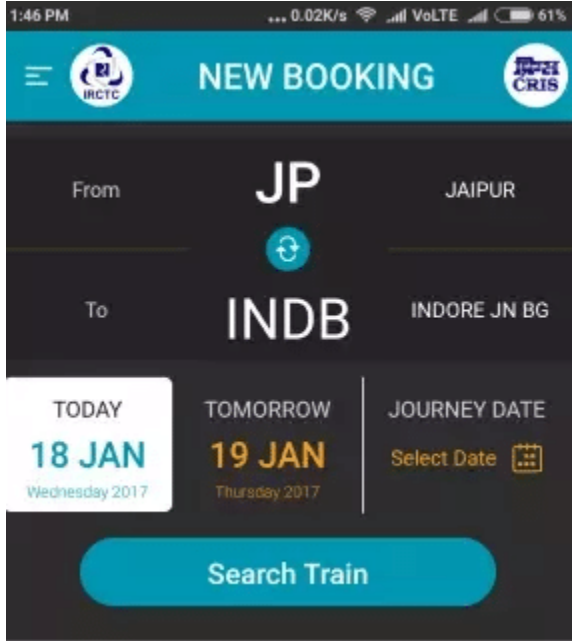 1:46 PM ... 0.02K/s VoLTE 61%
IRCTC
NEW BOOKING
CRIS
From JP JAIPUR
To INDB INDORE JN BG
TODAY TOMORROW JOURNEY DATE
18 JAN 19 JAN Select Date
Wednesday 2017 Thursday 2017
Search Train